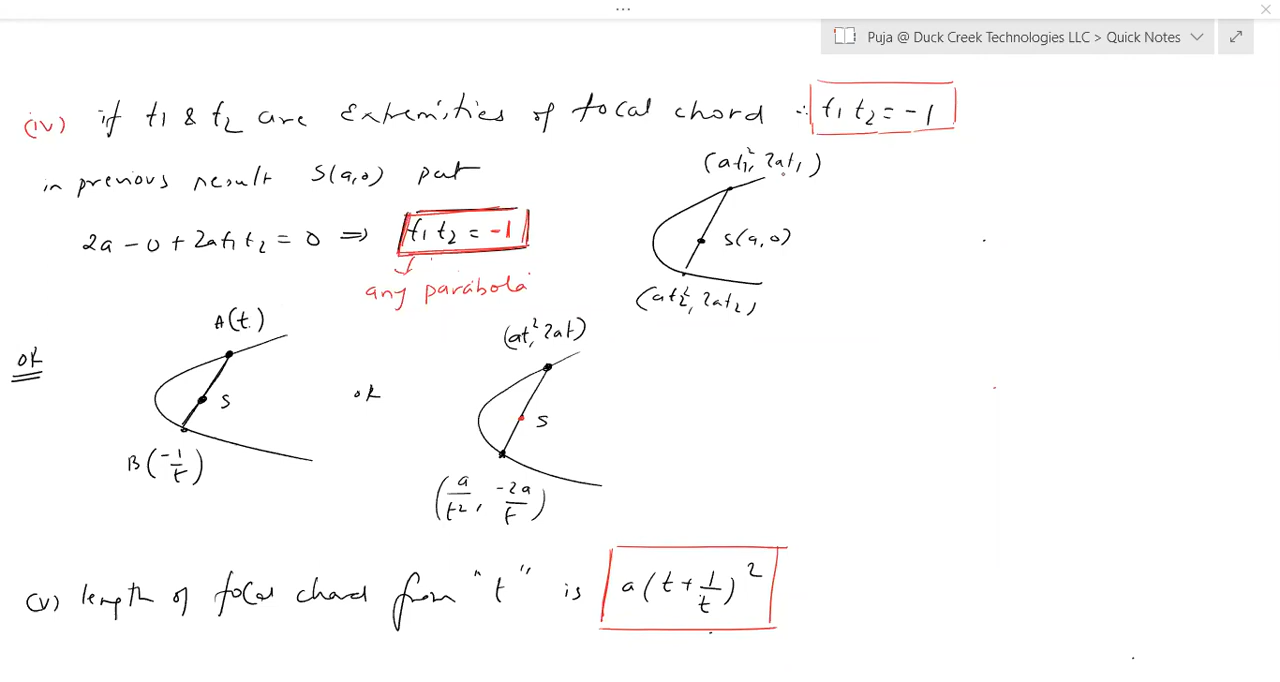 ...
Puja @ Duck Creek Technologies LLC > Quick Notes
(iv) if t₁ & t₂ are Extremities of focal chord ∴ t₁ t₂ = -1
in previous result S(a,0) put
(at₁², 2at₁)
2a - 0 + 2at₁t₂ = 0 ⇒ t₁ t₂ = -1
S(a,0)
any parabola
(at₂², 2at₂)
A(t)
(at², 2at)
OR
S
OR
S
B(-1/t)
(a/t², -2a/t)
(v) length of focal chord from "t" is a(t+1/t)²